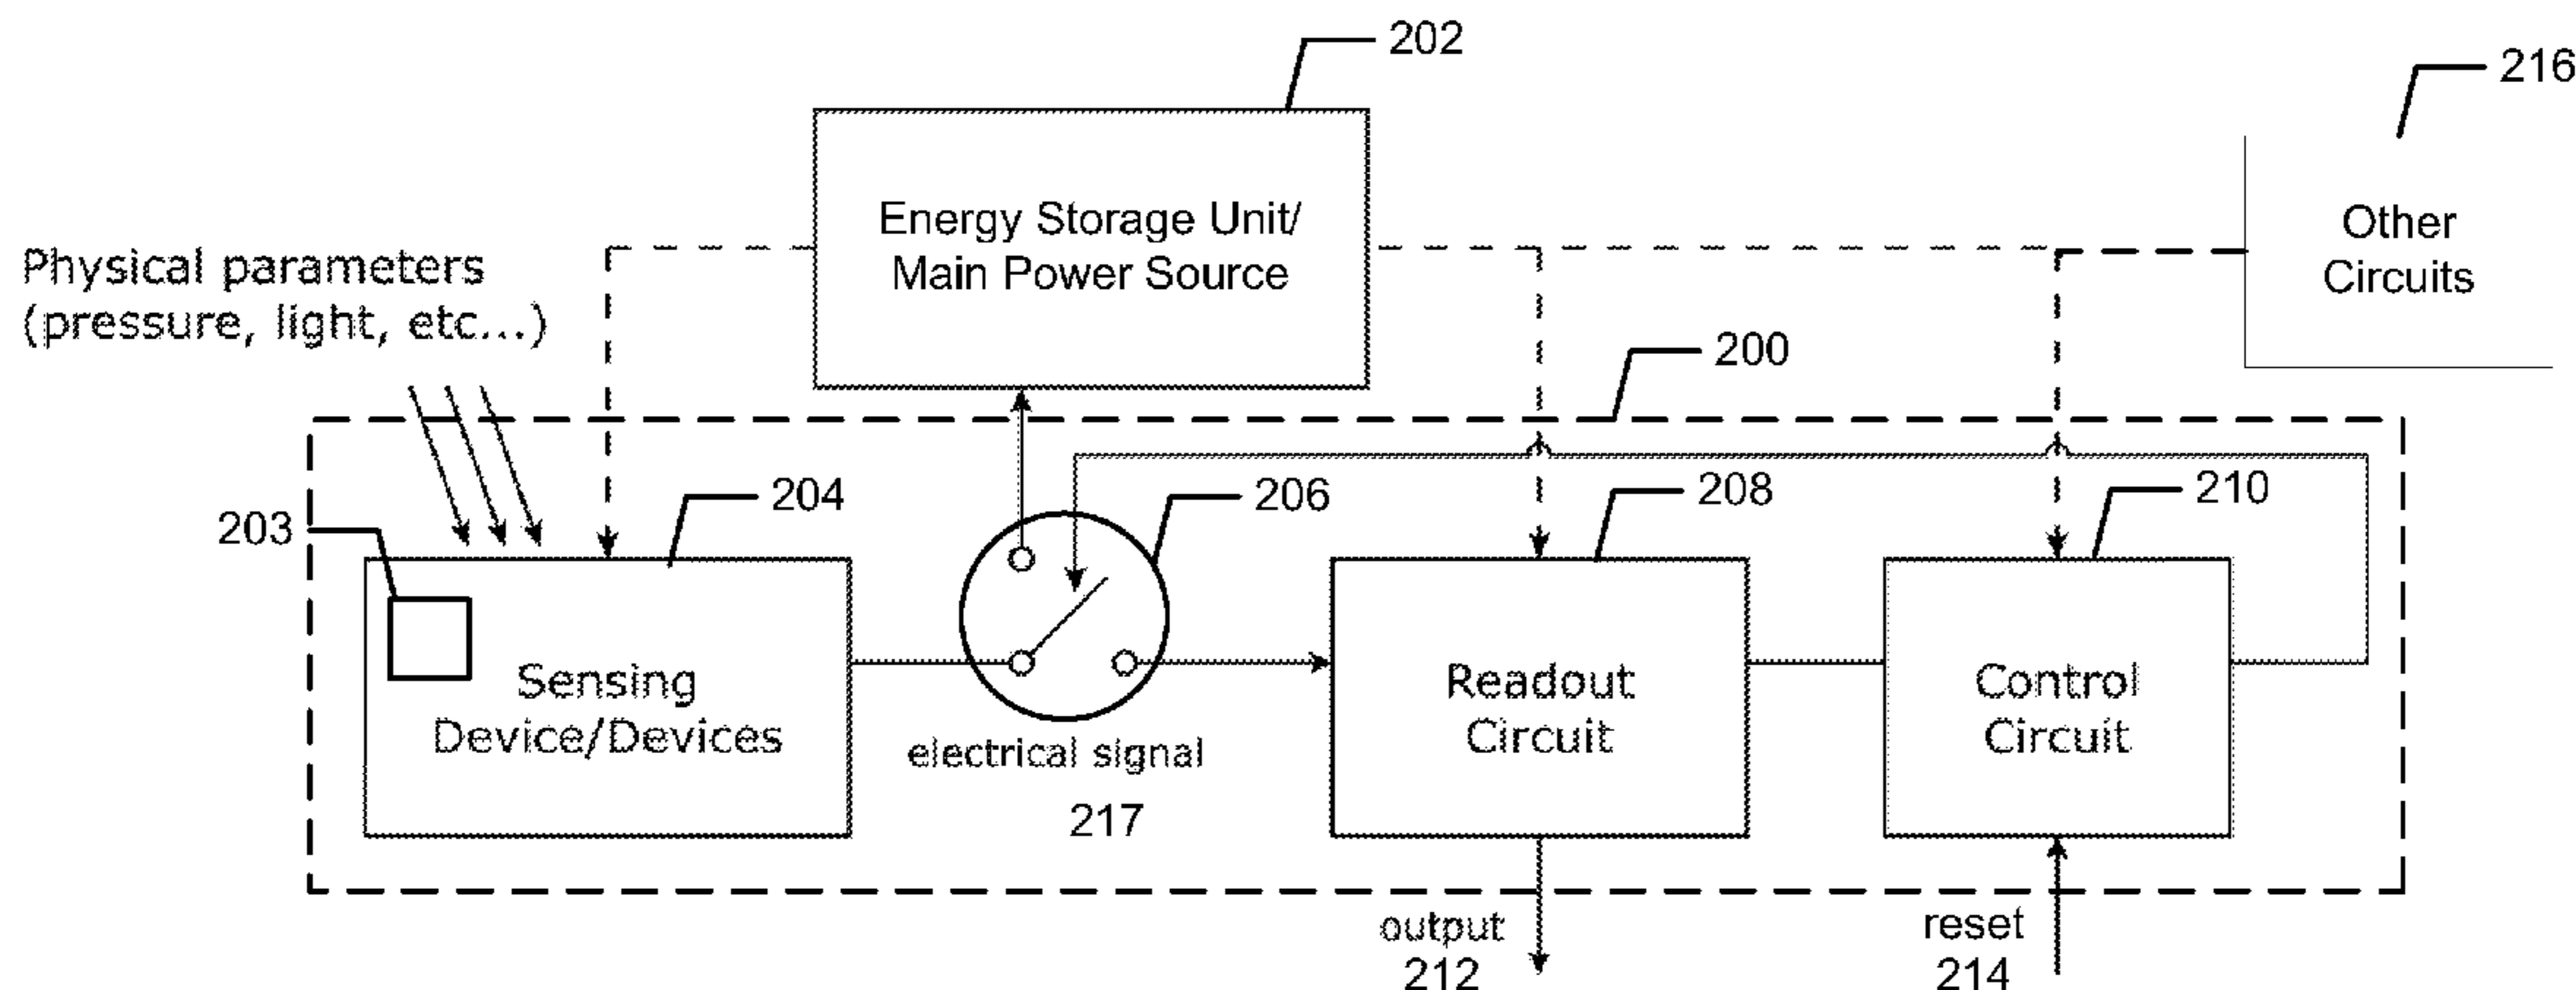 202
216
Energy Storage Unit/
Main Power Source
Other
Circuits
Physical parameters
(pressure, light, etc...)
200
203
204
206
208
210
Sensing
Device/Devices
electrical signal
217
Readout
Circuit
Control
Circuit
output
212
reset
214